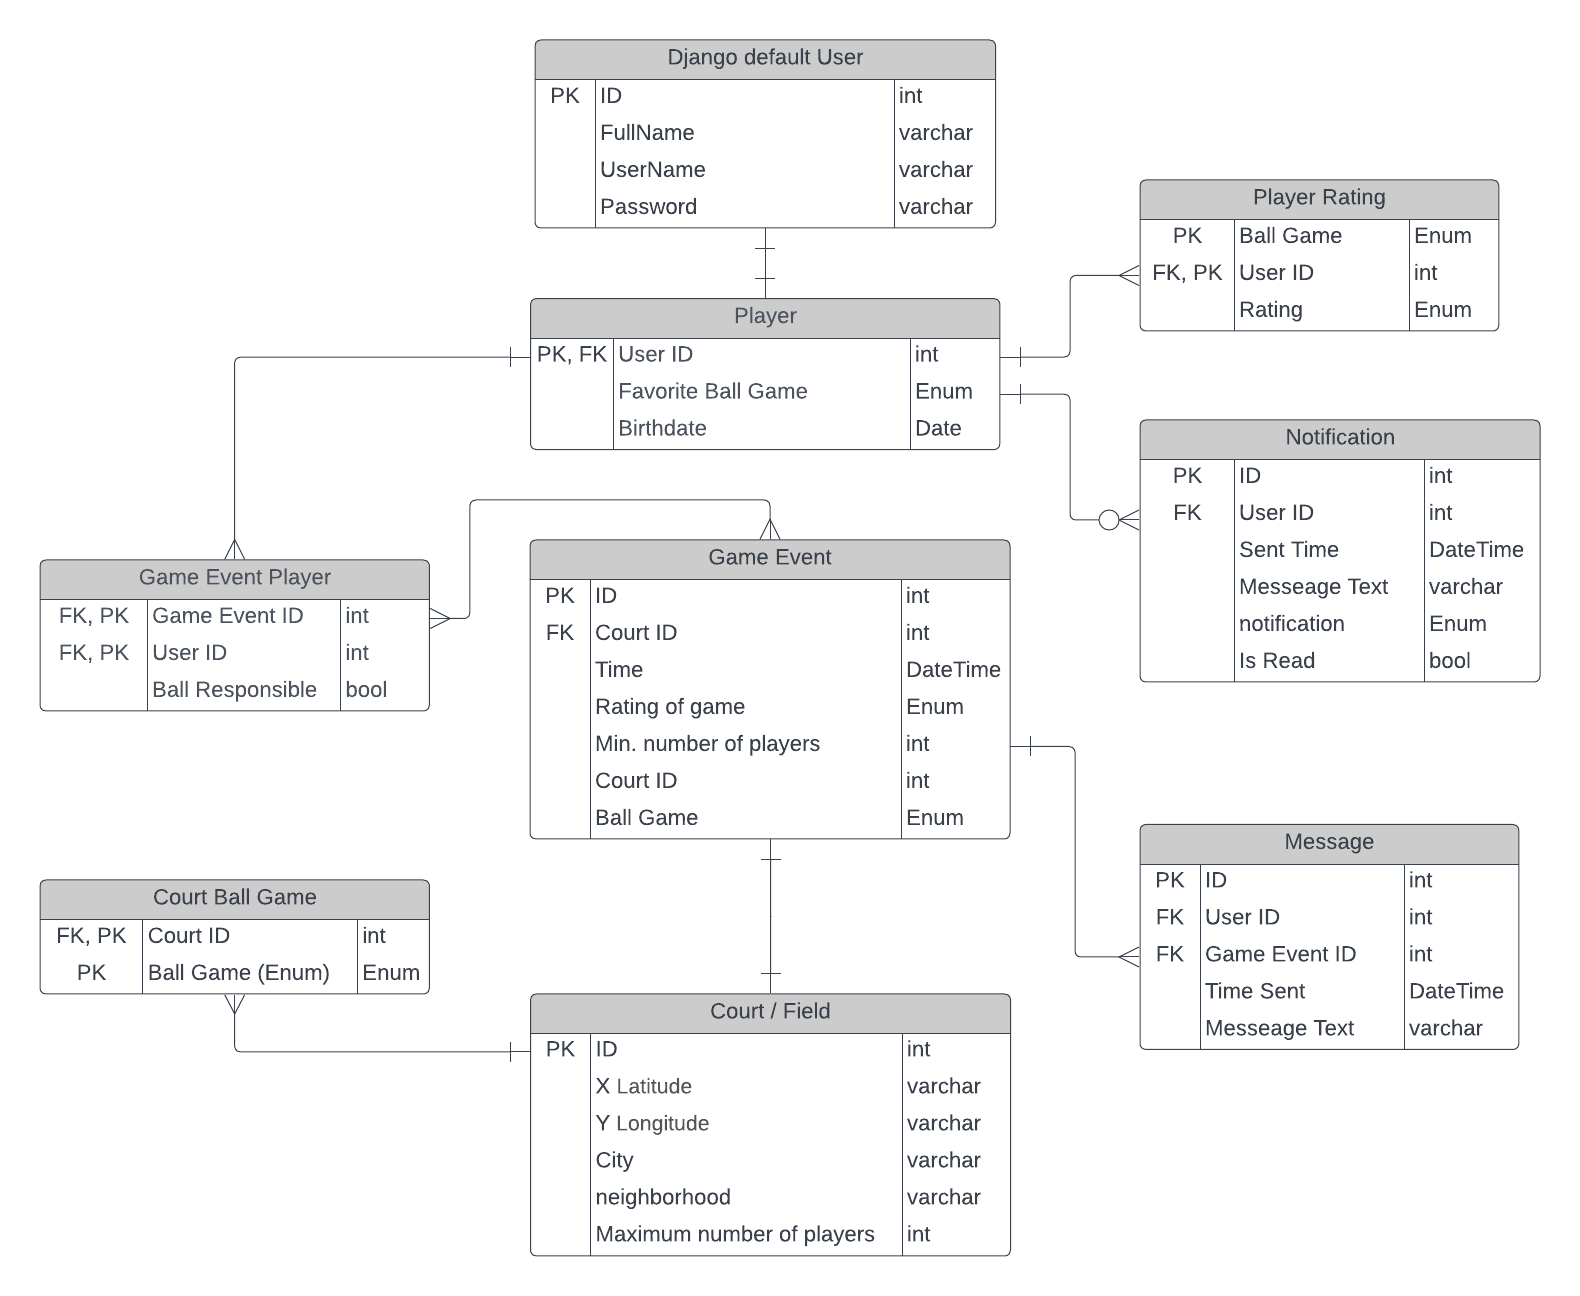 Django default User
PK ID int
FullName varchar
UserName varchar
Password varchar
Player Rating
PK Ball Game Enum
FK, PK User ID int
Rating Enum
Player
PK, FK User ID int
Favorite Ball Game Enum
Birthdate Date
Notification
PK ID int
FK User ID int
Sent Time DateTime
Messeage Text varchar
notification Enum
Is Read bool
Game Event Player
FK, PK Game Event ID int
FK, PK User ID int
Ball Responsible bool
Game Event
PK ID int
FK Court ID int
Time DateTime
Rating of game Enum
Min. number of players int
Court ID int
Ball Game Enum
Message
PK ID int
FK User ID int
FK Game Event ID int
Time Sent DateTime
Messeage Text varchar
Court Ball Game
FK, PK Court ID int
PK Ball Game (Enum) Enum
Court / Field
PK ID int
X Latitude varchar
Y Longitude varchar
City varchar
neighborhood varchar
Maximum number of players int